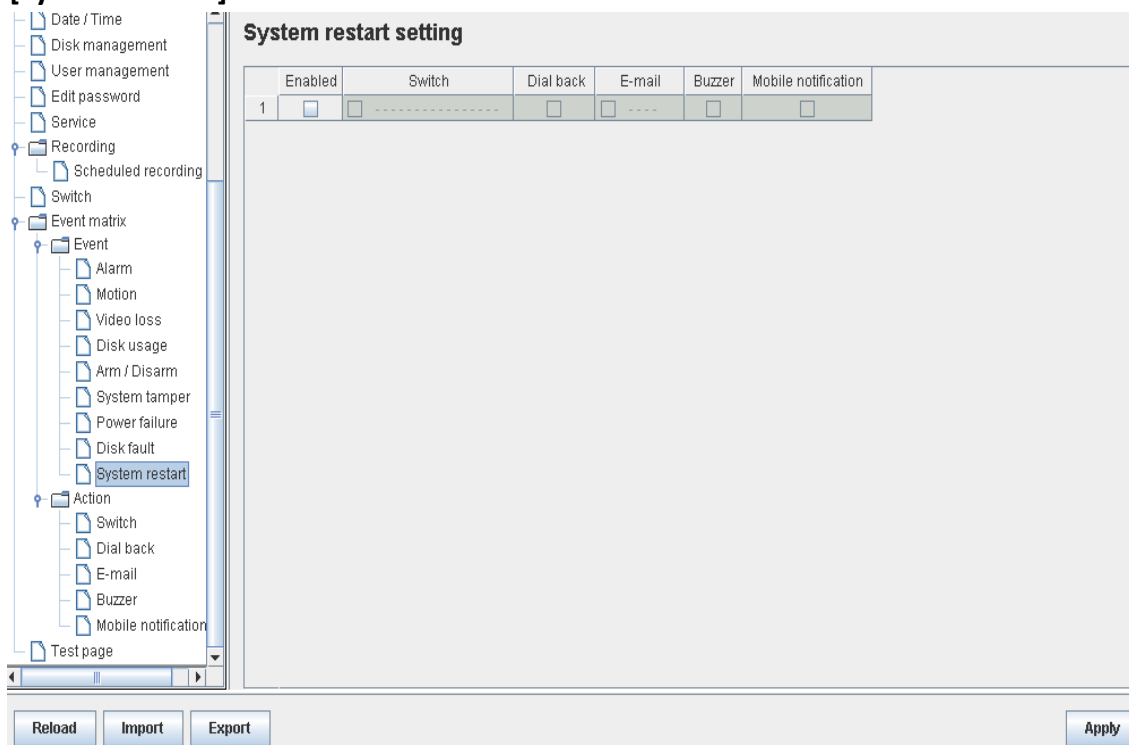 Date / Time
Disk management
User management
Edit password
Service
Recording
Scheduled recording
Switch
Event matrix
Event
Alarm
Motion
Video loss
Disk usage
Arm / Disarm
System tamper
Power failure
Disk fault
System restart
Action
Switch
Dial back
E-mail
Buzzer
Mobile notification
Test page
System restart setting
Enabled Switch Dial back E-mail Buzzer Mobile notification
1 - - - - - - - - - - - - - - - - - - - -
Reload Import Export Apply